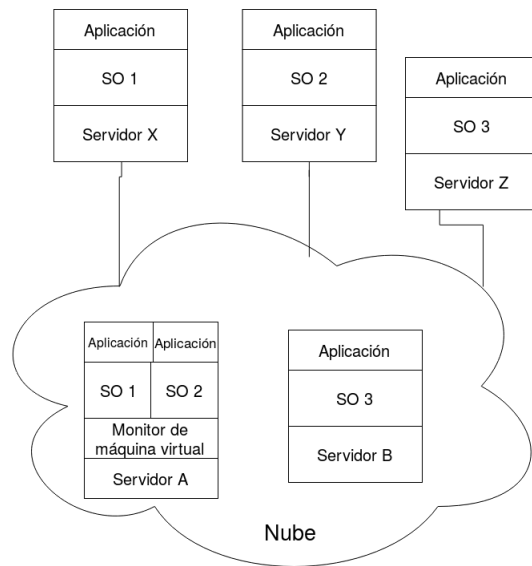 Aplicación
SO 1
Servidor X
Aplicación
SO 2
Servidor Y
Aplicación
SO 3
Servidor Z
Aplicación Aplicación
SO 1 SO 2
Monitor de
máquina virtual
Servidor A
Aplicación
SO 3
Servidor B
Nube